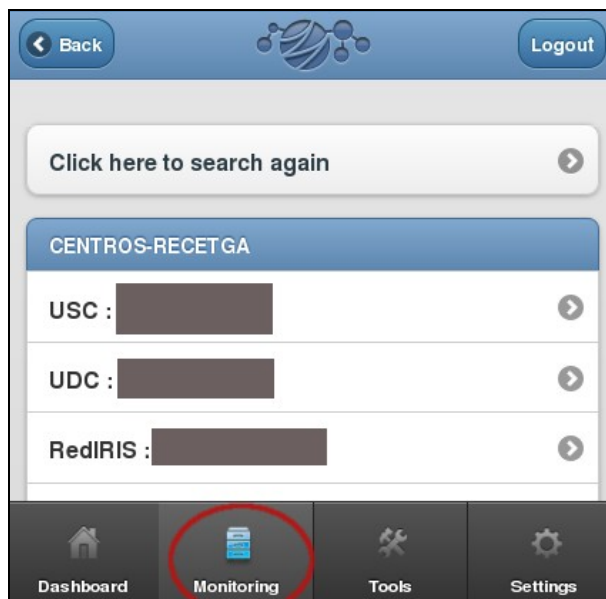 Back
Logout
Click here to search again
CENTROS-RECETGA
USC :
UDC :
RedIRIS :
Dashboard Monitoring Tools Settings